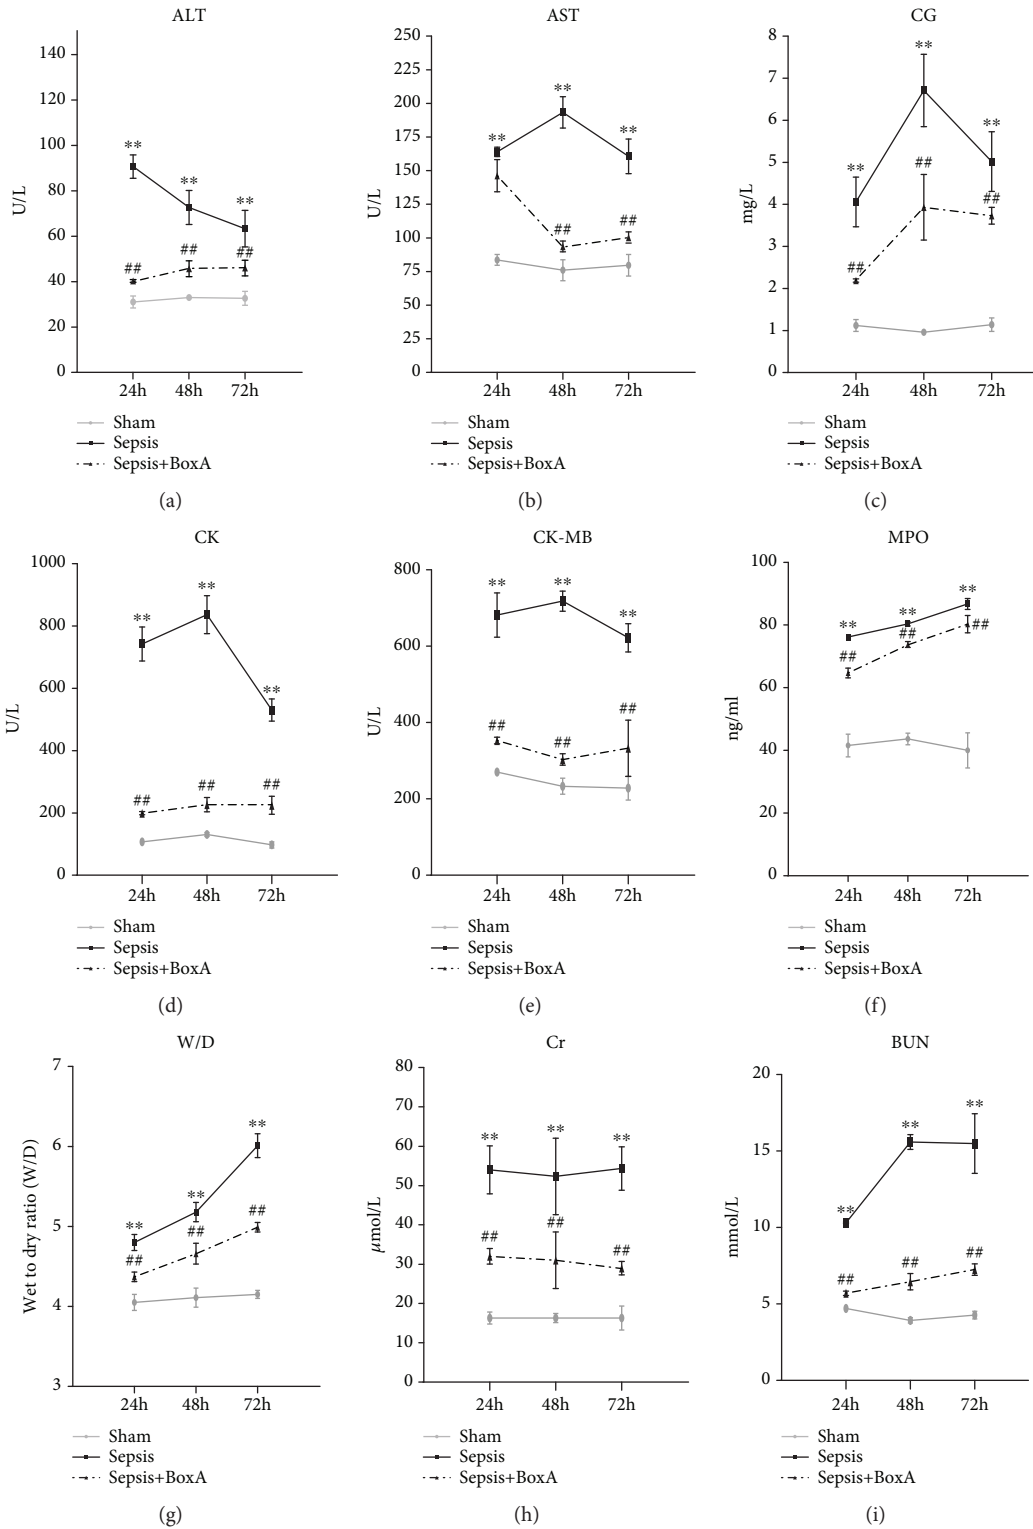 ALT
AST
CG
140
120
100
80
60
40
20
0
U/L
**
**
**
##
##
##
24h 48h 72h
250
225
200
175
150
125
100
75
50
25
0
U/L
**
**
**
##
##
24h 48h 72h
8
7
6
5
4
3
2
1
0
mg/L
**
**
**
##
##
##
24h 48h 72h
Sham
Sepsis
Sepsis+BoxA
Sham
Sepsis
Sepsis+BoxA
Sham
Sepsis
Sepsis+BoxA
(a)
(b)
(c)
CK
CK-MB
MPO
1000
800
600
400
200
0
U/L
**
**
**
##
##
##
24h 48h 72h
800
600
400
200
0
U/L
**
**
**
##
##
##
24h 48h 72h
100
80
60
40
20
0
ng/ml
**
**
**
##
##
##
24h 48h 72h
Sham
Sepsis
Sepsis+BoxA
Sham
Sepsis
Sepsis+BoxA
Sham
Sepsis
Sepsis+BoxA
(d)
(e)
(f)
W/D
Cr
BUN
7
6
5
4
3
Wet to dry ratio (W/D)
**
**
**
##
##
##
24h 48h 72h
80
70
60
50
40
30
20
10
0
μmol/L
**
**
**
##
##
##
24h 48h 72h
20
15
10
5
0
mmol/L
**
**
**
##
##
##
24h 48h 72h
Sham
Sepsis
Sepsis+BoxA
Sham
Sepsis
Sepsis+BoxA
Sham
Sepsis
Sepsis+BoxA
(g)
(h)
(i)